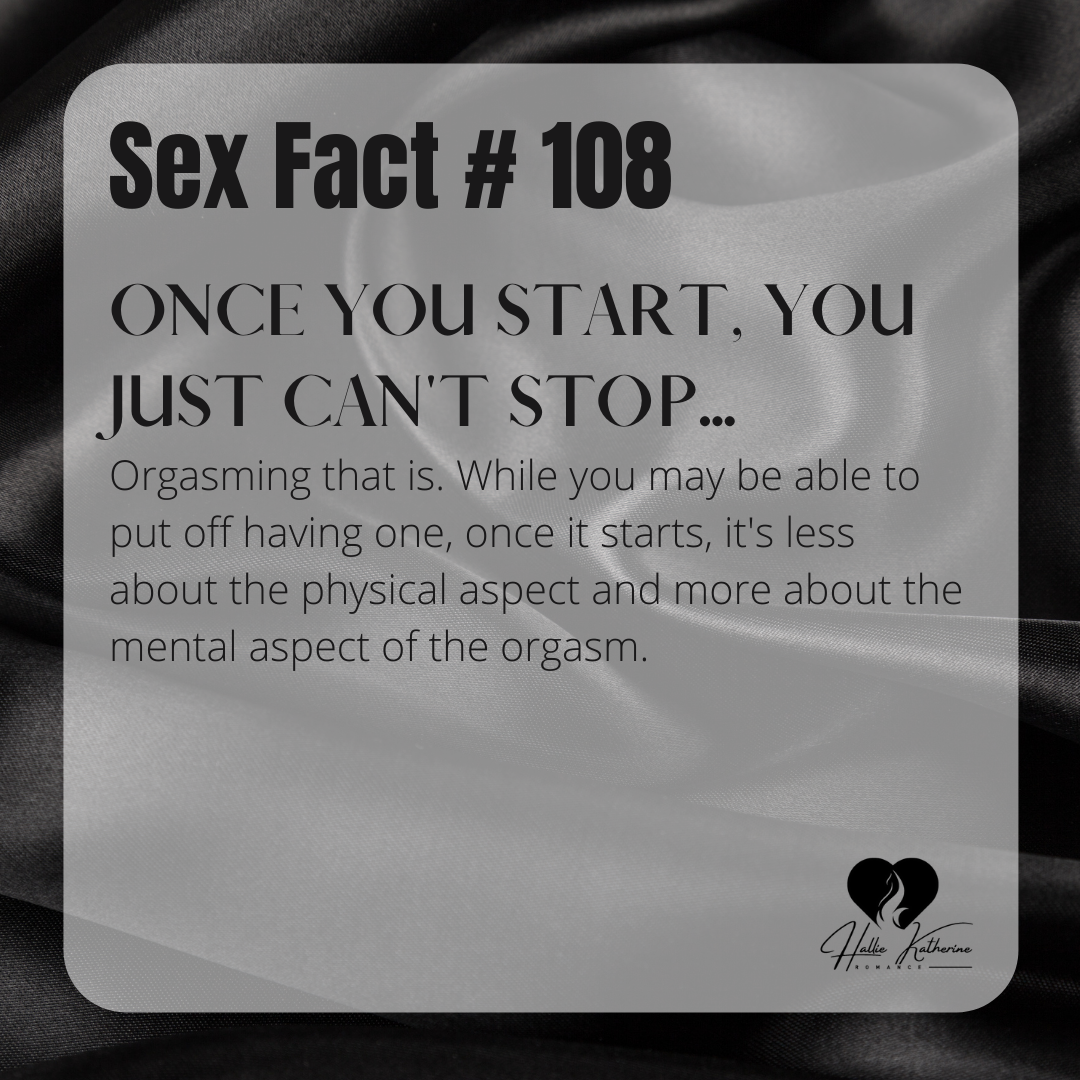 Sex Fact # 108
ONCE YOU START, YOU
JUST CAN'T STOP...
Orgasming that is. While you may be able to
put off having one, once it starts, it's less
about the physical aspect and more about the
mental aspect of the orgasm.
Hallie Katherine
ROMANCE